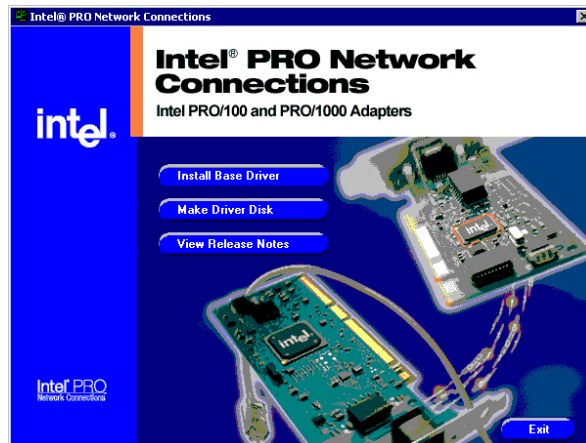 Intel® PRO Network Connections
Intel® PRO Network
Connections
Intel PRO/100 and PRO/1000 Adapters
intel.
Install Base Driver
Make Driver Disk
View Release Notes
intel
intel
Intel® PRO
Network Connections
Exit